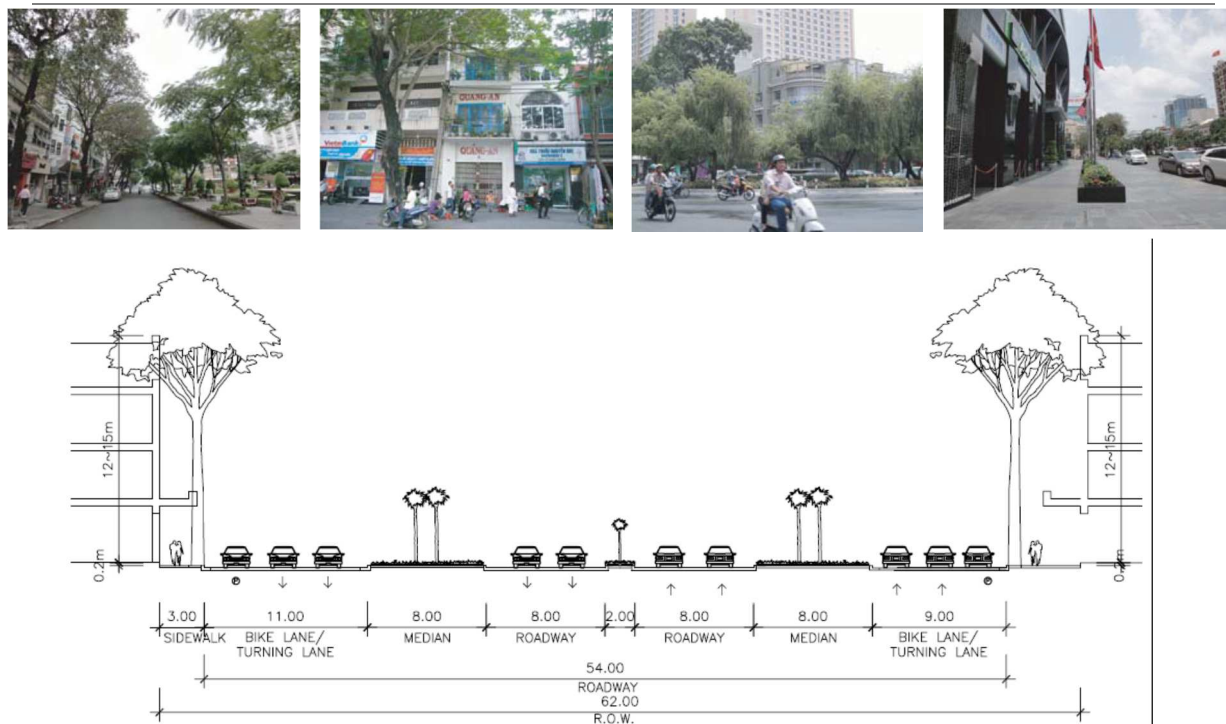 VietinBank
QUANG-AN
QUẢNG-AN
12~15m
12~15m
0.2m
0.2m
P
P
3.00
11.00
8.00
8.00
2.00
8.00
8.00
9.00
SIDEWALK
BIKE LANE/
TURNING LANE
MEDIAN
ROADWAY
ROADWAY
MEDIAN
BIKE LANE/
TURNING LANE
54.00
ROADWAY
62.00
R.O.W.